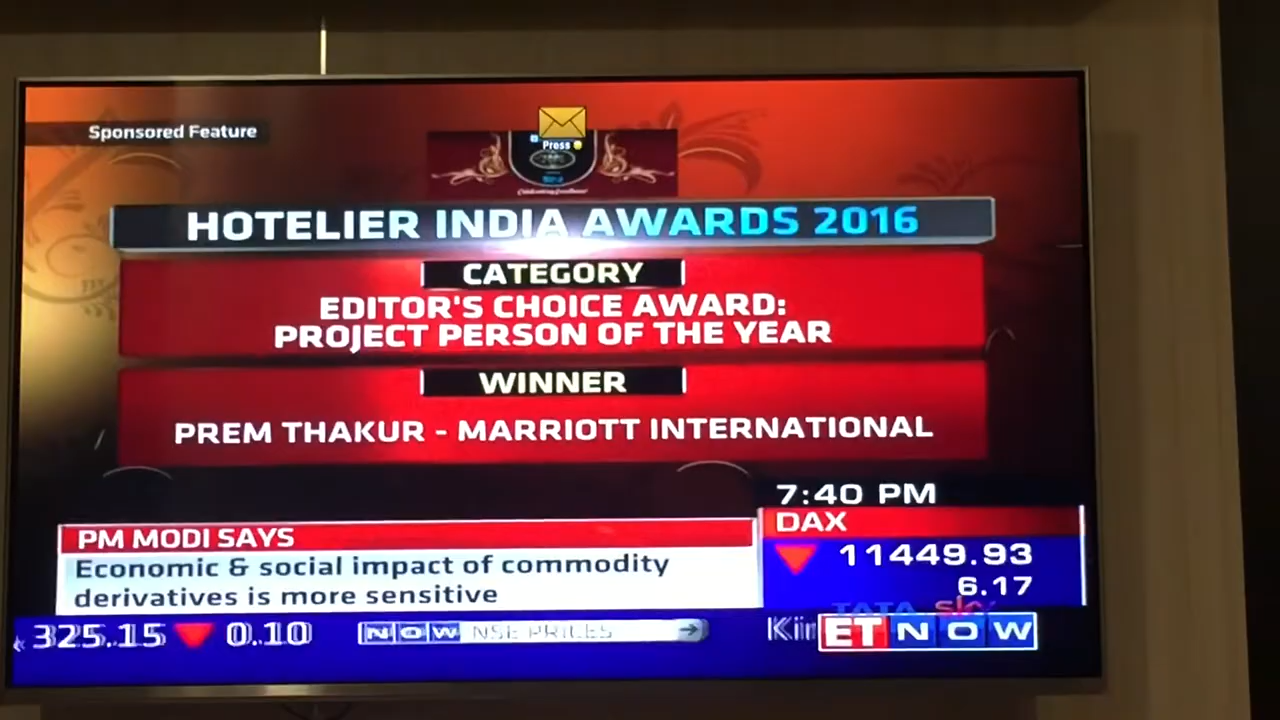 Sponsored Feature
Press
HOTELIER INDIA AWARDS 2016
CATEGORY
EDITOR'S CHOICE AWARD:
PROJECT PERSON OF THE YEAR
WINNER
PREM THAKUR - MARRIOTT INTERNATIONAL
7:40 PM
PM MODI SAYS
DAX
Economic & social impact of commodity
derivatives is more sensitive
11449.93
6.17
TATA Sky
325.15 0.10
NOW NSE PRICES
ET NOW